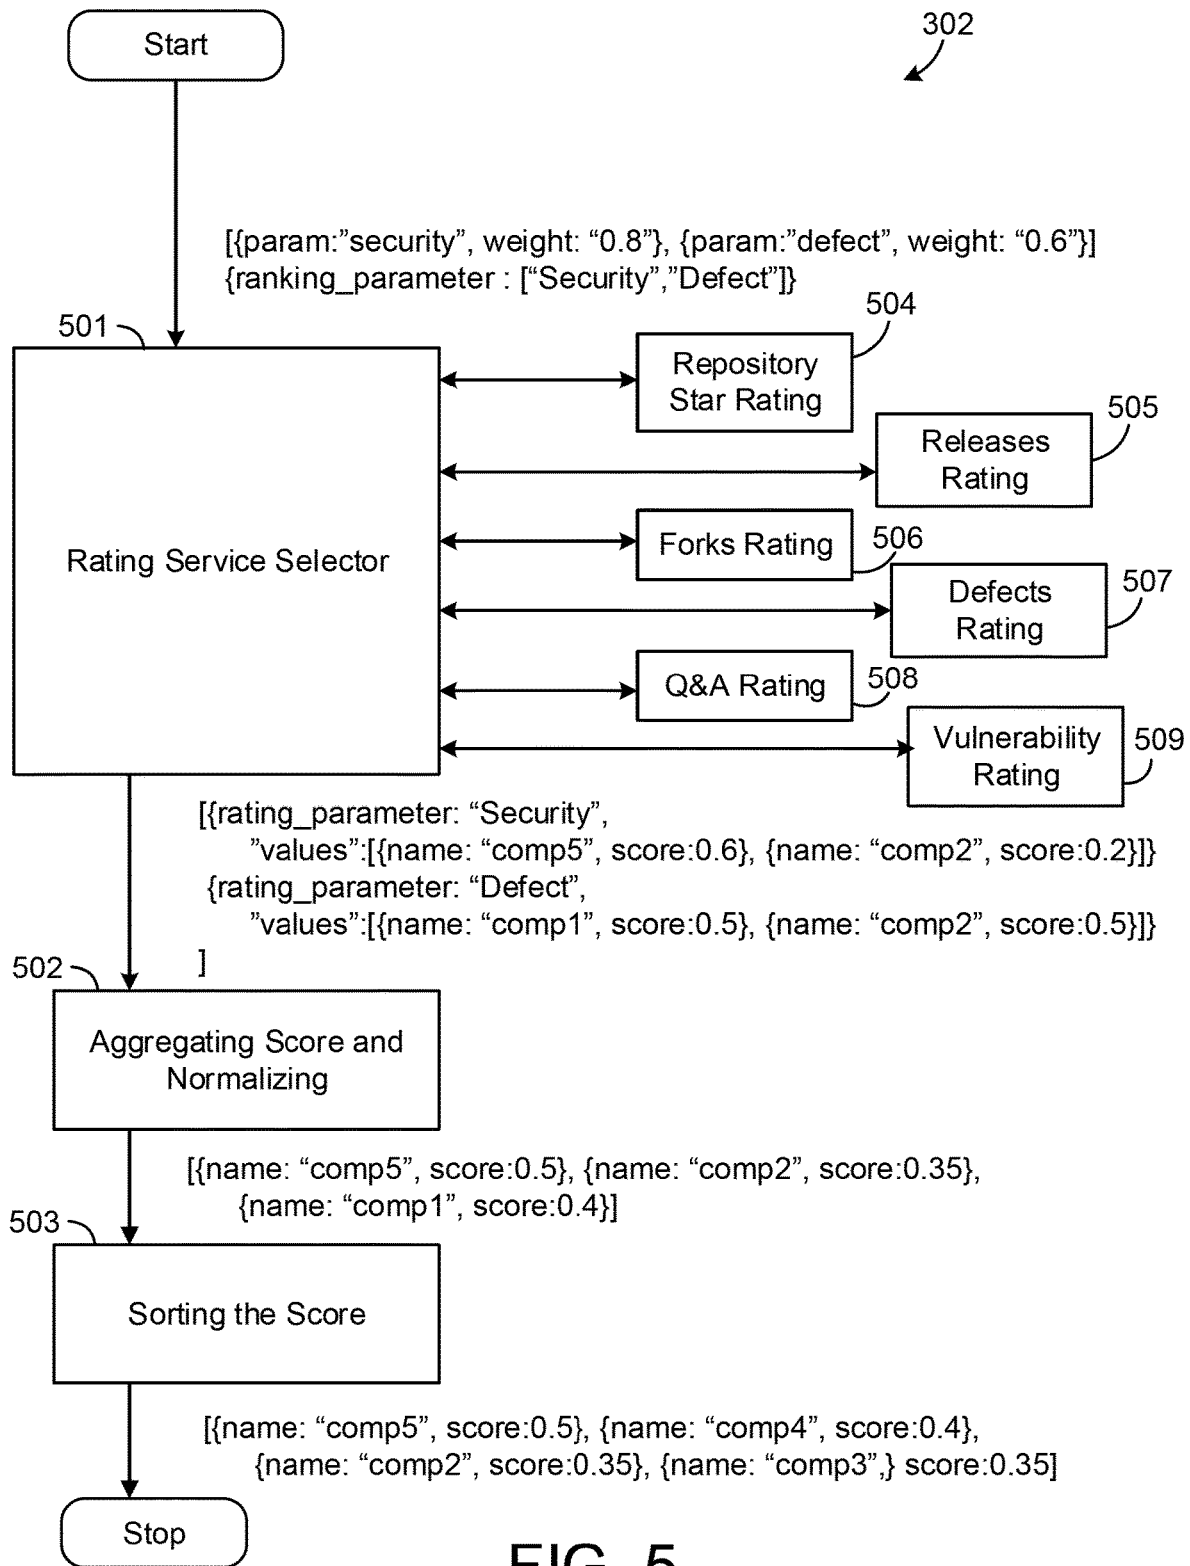 Start
302
[{param:”security”, weight: “0.8”}, {param:”defect”, weight: “0.6”}]
{ranking_parameter : [“Security”,”Defect”]}
501
504
Repository
Star Rating
505
Releases
Rating
Rating Service Selector
Forks Rating
506
507
Defects
Rating
Q&A Rating
508
Vulnerability
Rating
509
[{rating_parameter: “Security”,
”values”:[{name: “comp5”, score:0.6}, {name: “comp2”, score:0.2}]}
{rating_parameter: “Defect”,
”values”:[{name: “comp1”, score:0.5}, {name: “comp2”, score:0.5}]}
]
502
Aggregating Score and
Normalizing
[{name: “comp5”, score:0.5}, {name: “comp2”, score:0.35},
{name: “comp1”, score:0.4}]
503
Sorting the Score
[{name: “comp5”, score:0.5}, {name: “comp4”, score:0.4},
{name: “comp2”, score:0.35}, {name: “comp3”,} score:0.35]
Stop
FIG. 5